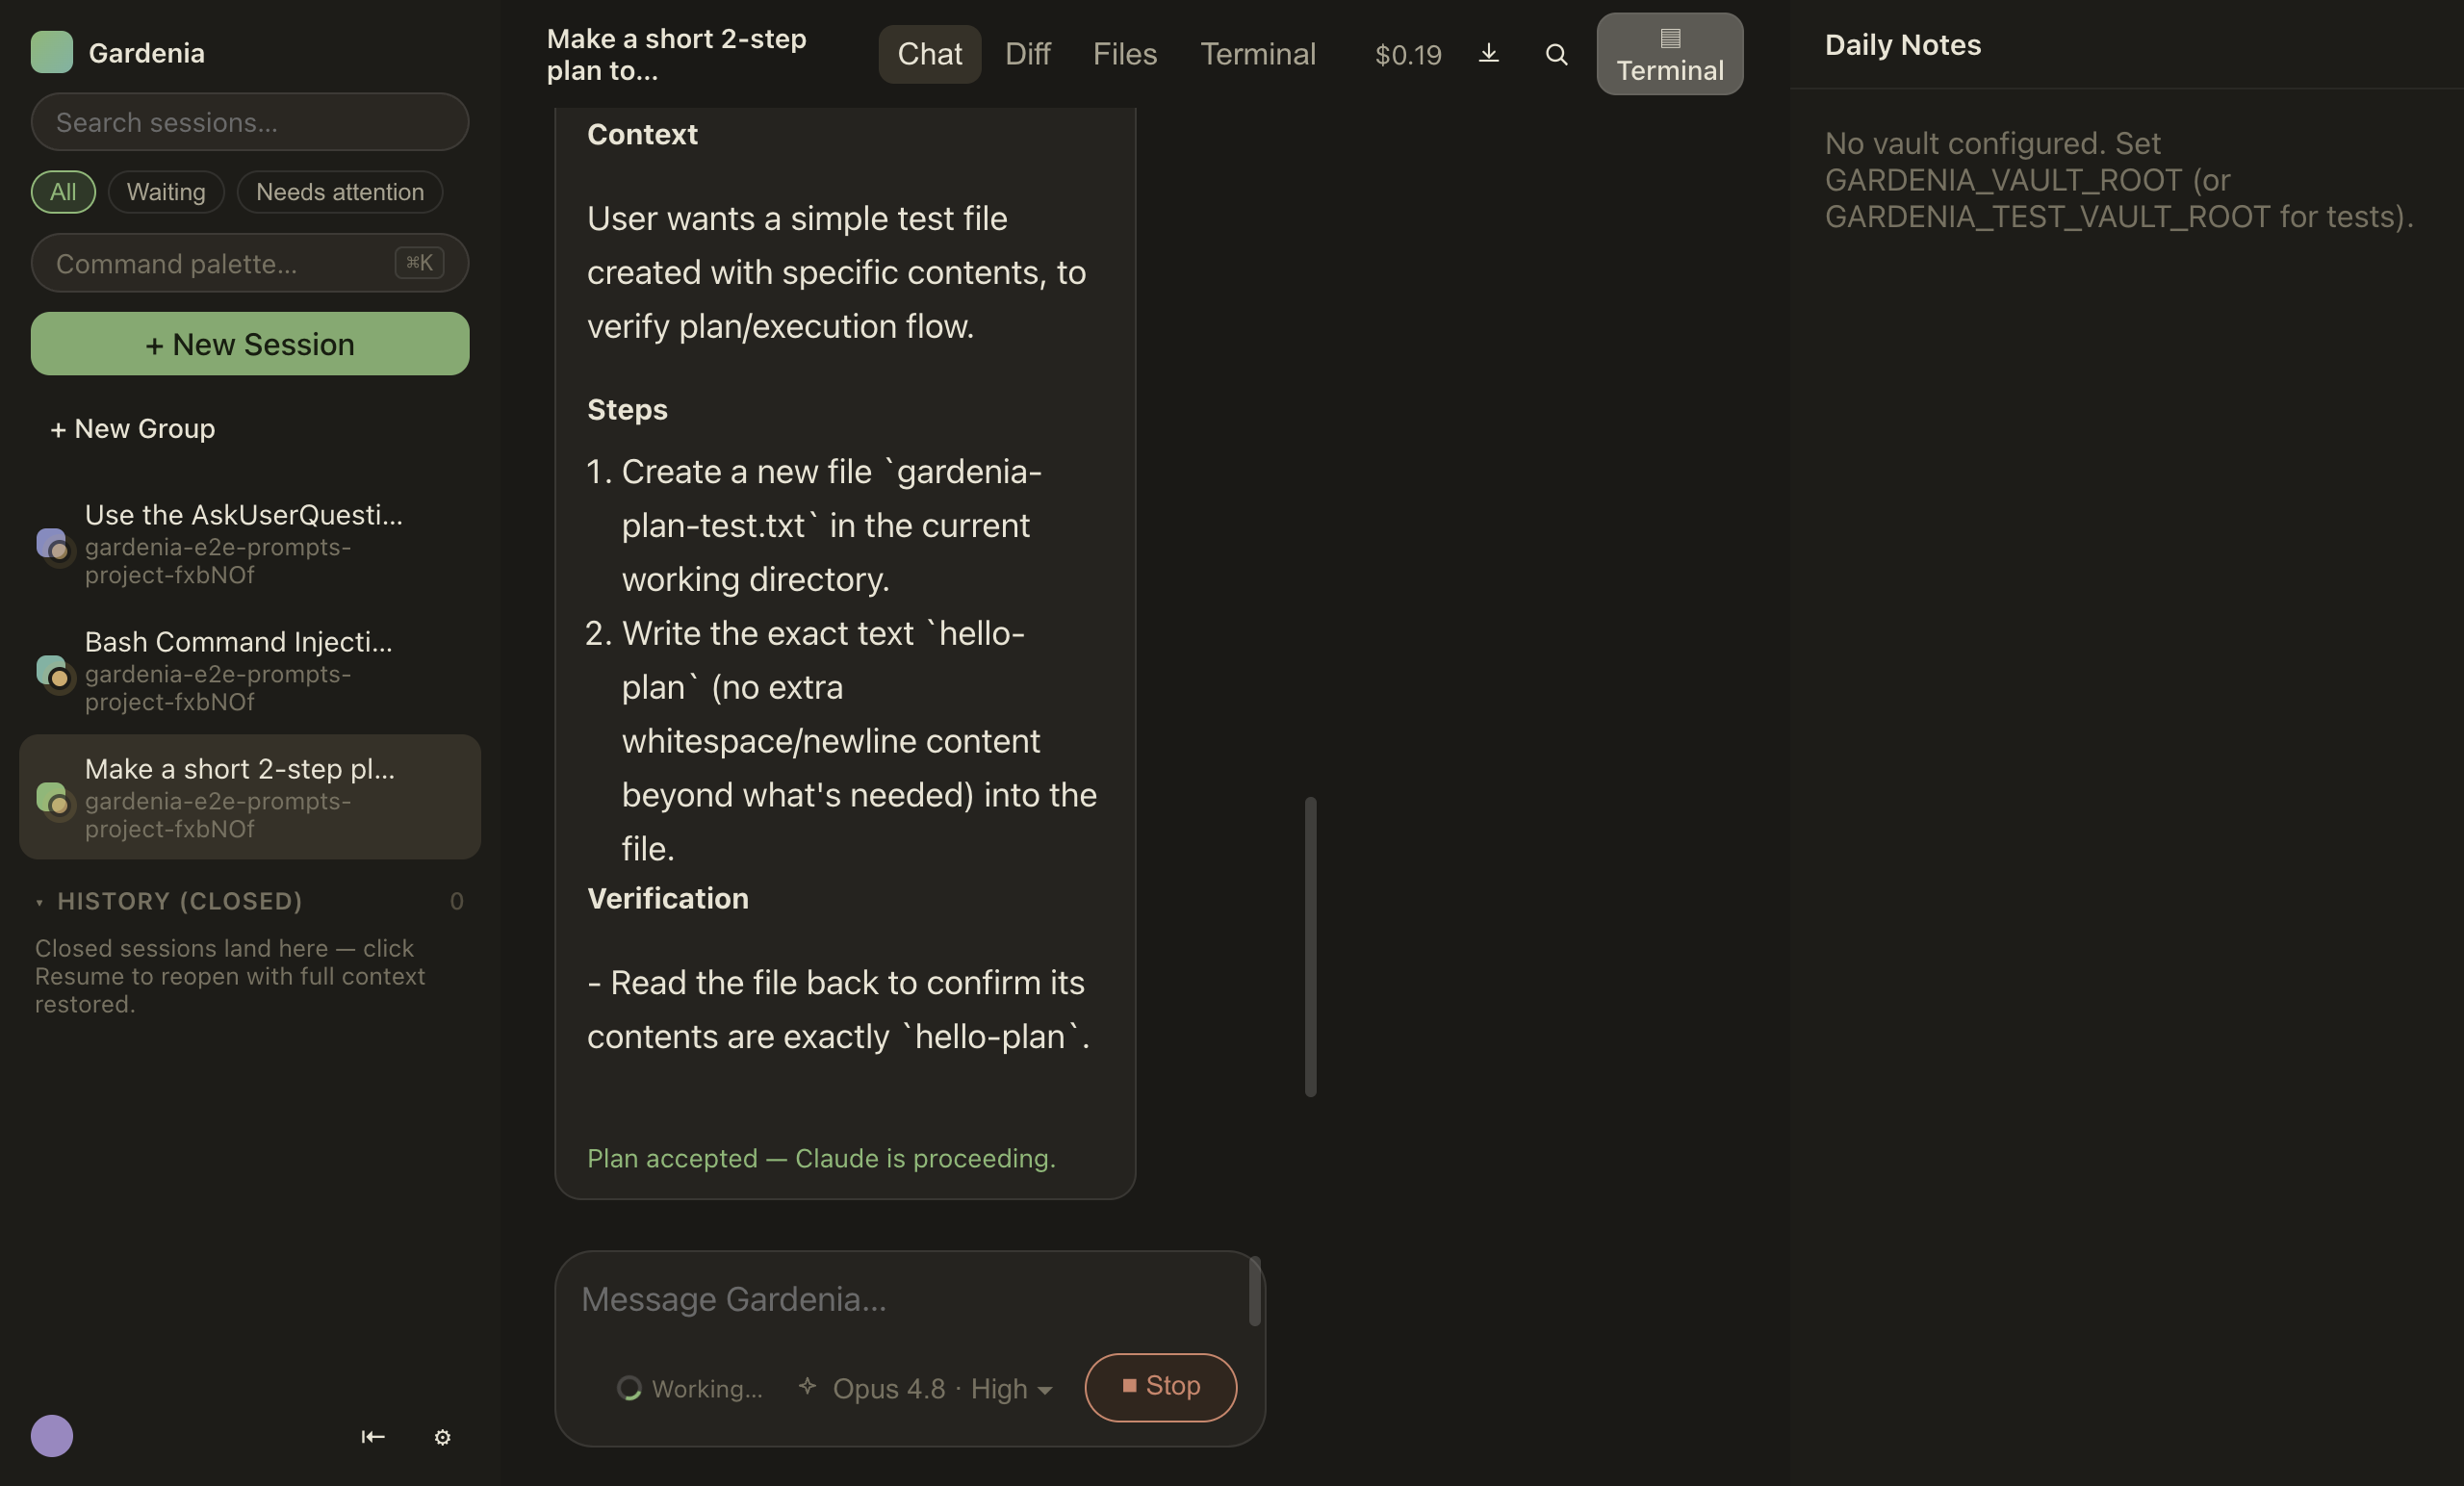 Gardenia
Search sessions...
All
Waiting
Needs attention
Command palette...
⌘K
+ New Session
+ New Group
Use the AskUserQuesti...
gardenia-e2e-prompts-
project-fxbNOf
Bash Command Injecti...
gardenia-e2e-prompts-
project-fxbNOf
Make a short 2-step pl...
gardenia-e2e-prompts-
project-fxbNOf
HISTORY (CLOSED)
0
Closed sessions land here — click
Resume to reopen with full context
restored.
Make a short 2-step
plan to...
Chat
Diff
Files
Terminal
$0.19
Terminal
Context
User wants a simple test file
created with specific contents, to
verify plan/execution flow.
Steps
1. Create a new file `gardenia-
plan-test.txt` in the current
working directory.
2. Write the exact text `hello-
plan` (no extra
whitespace/newline content
beyond what's needed) into the
file.
Verification
- Read the file back to confirm its
contents are exactly `hello-plan`.
Plan accepted — Claude is proceeding.
Message Gardenia...
Working...
Opus 4.8 · High
Stop
Daily Notes
No vault configured. Set
GARDENIA_VAULT_ROOT (or
GARDENIA_TEST_VAULT_ROOT for tests).